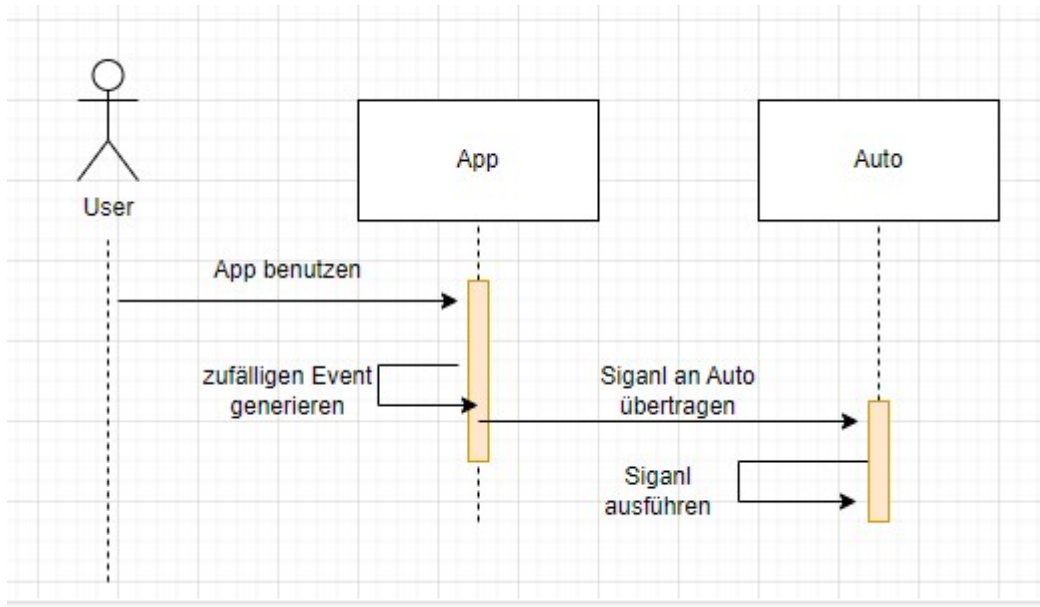 App
Auto
User
App benutzen
zufälligen Event
generieren
Siganl an Auto
übertragen
Siganl
ausführen